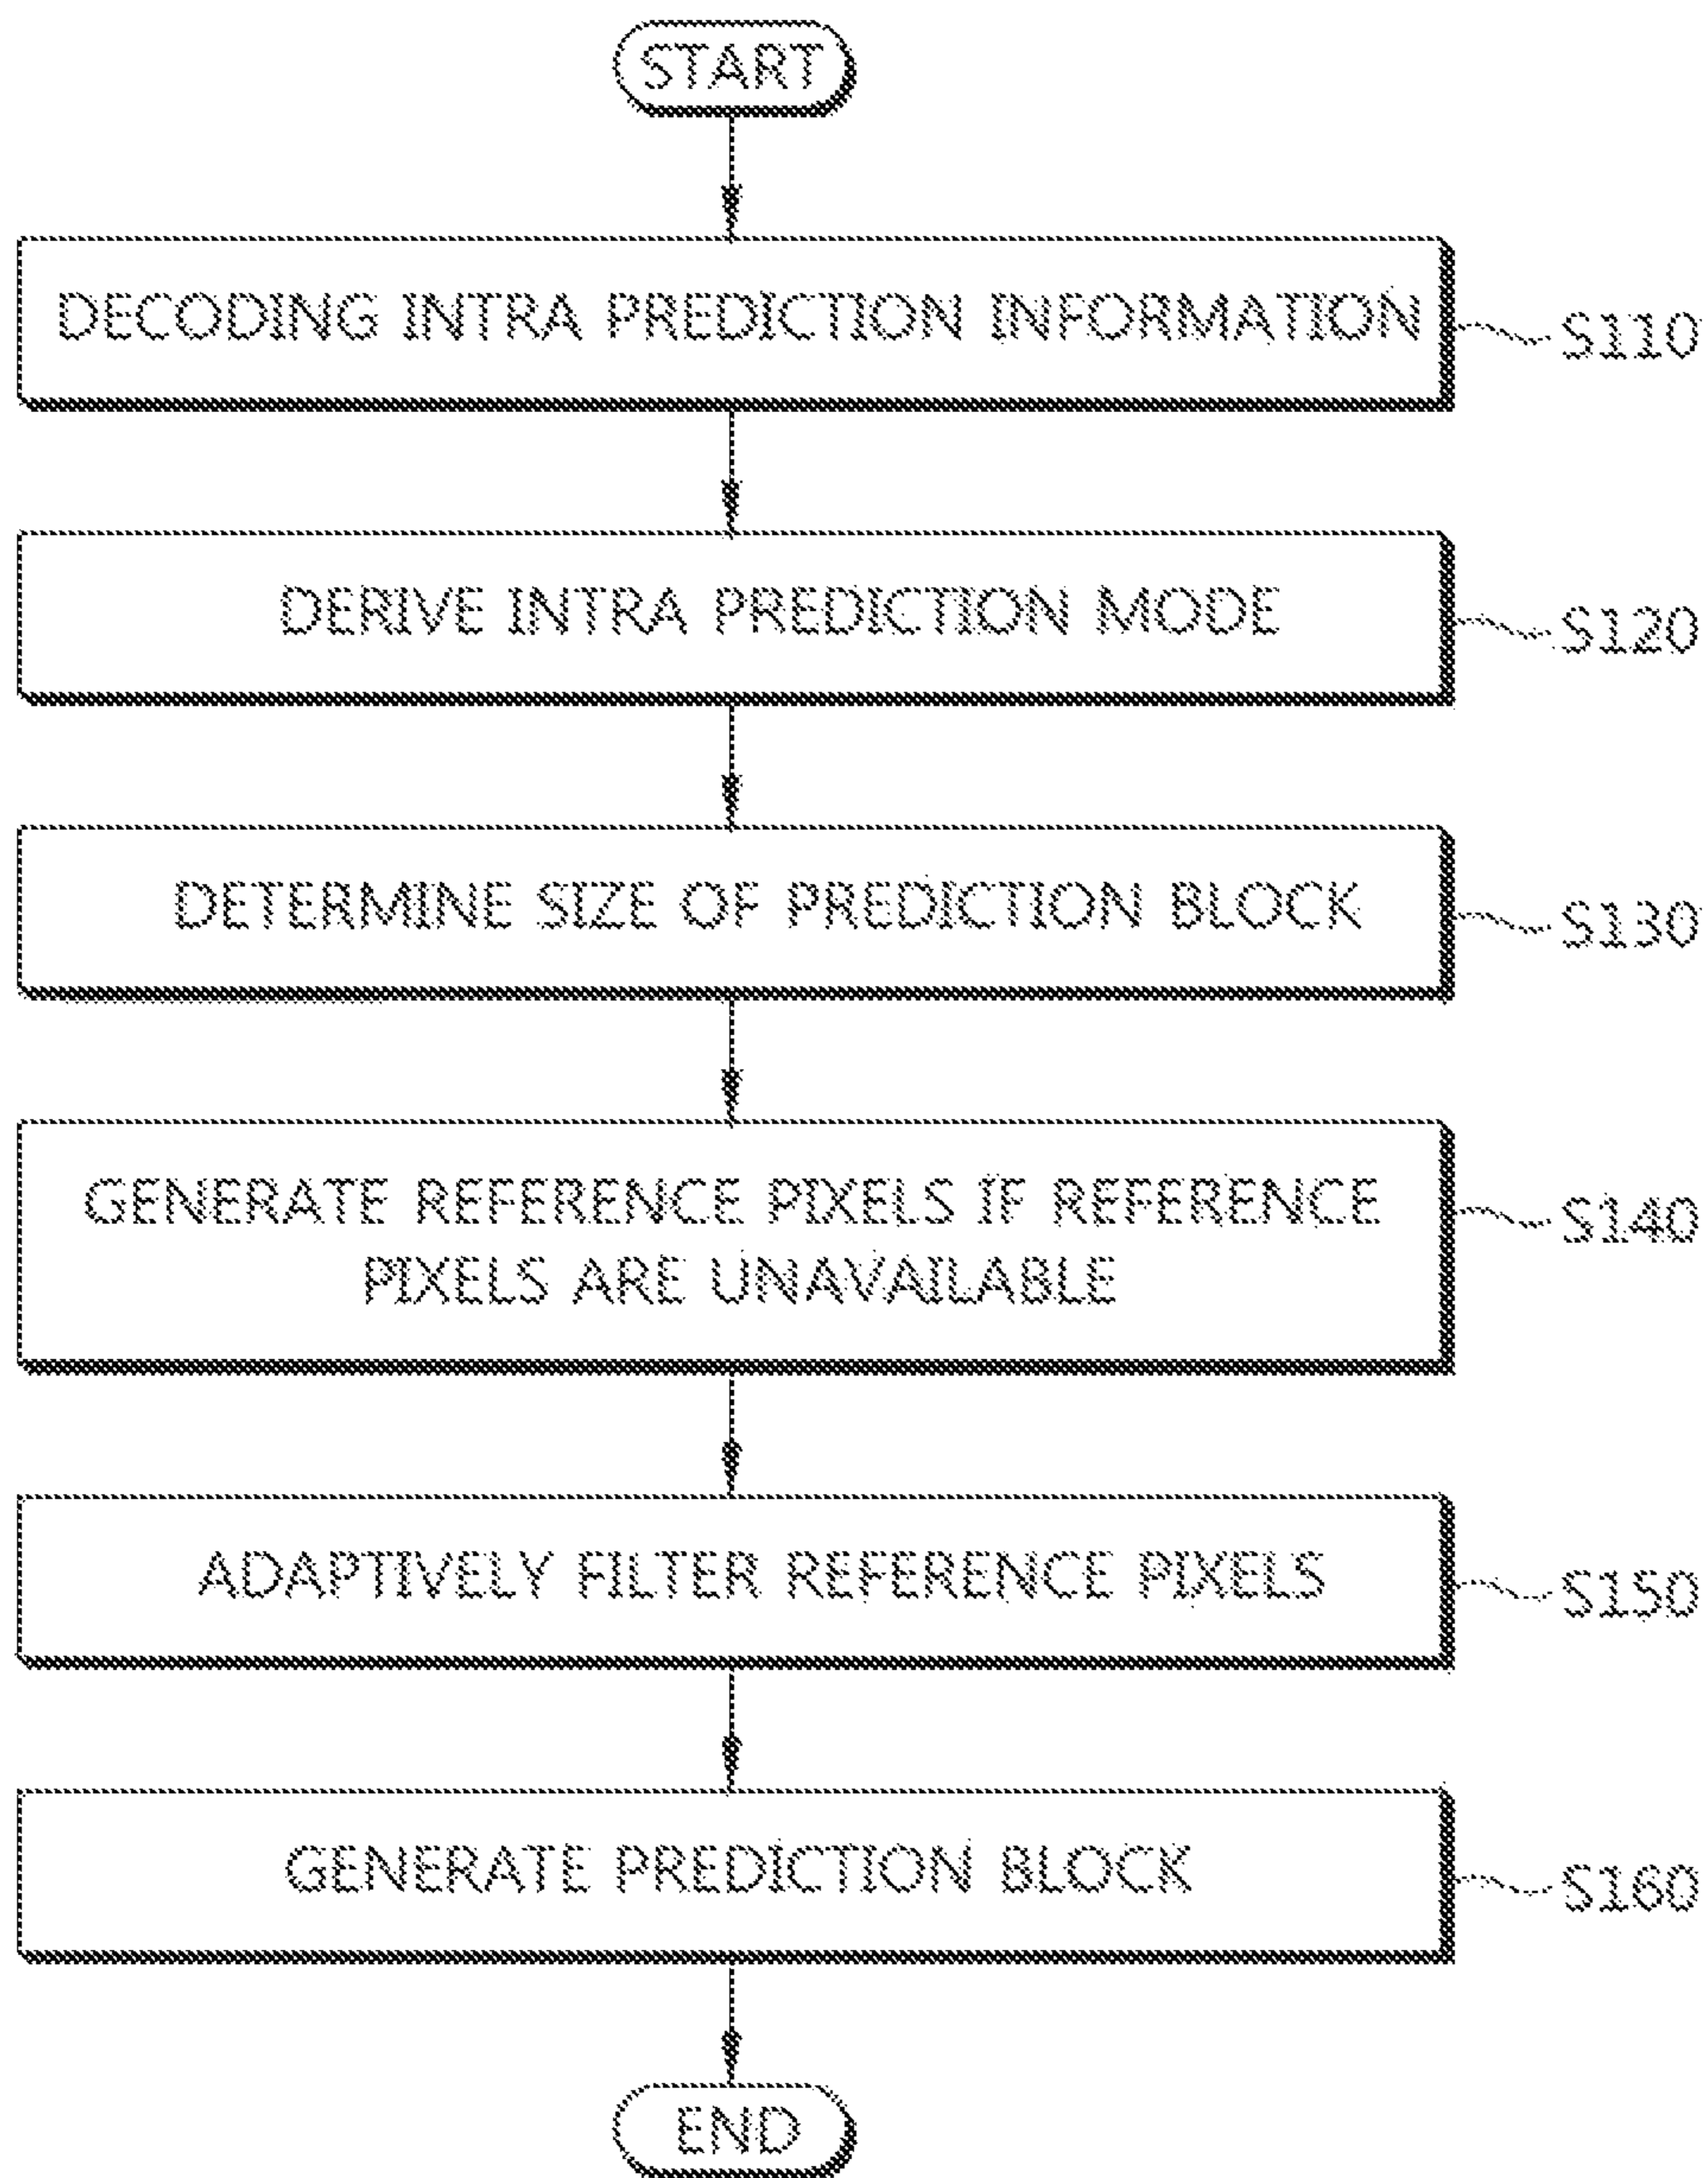 START
DECODING INTRA PREDICTION INFORMATION
S110
DERIVE INTRA PREDICTION MODE
S120
DETERMINE SIZE OF PREDICTION BLOCK
S130
GENERATE REFERENCE PIXELS IF REFERENCE
PIXELS ARE UNAVAILABLE
S140
ADAPTIVELY FILTER REFERENCE PIXELS
S150
GENERATE PREDICTION BLOCK
S160
END